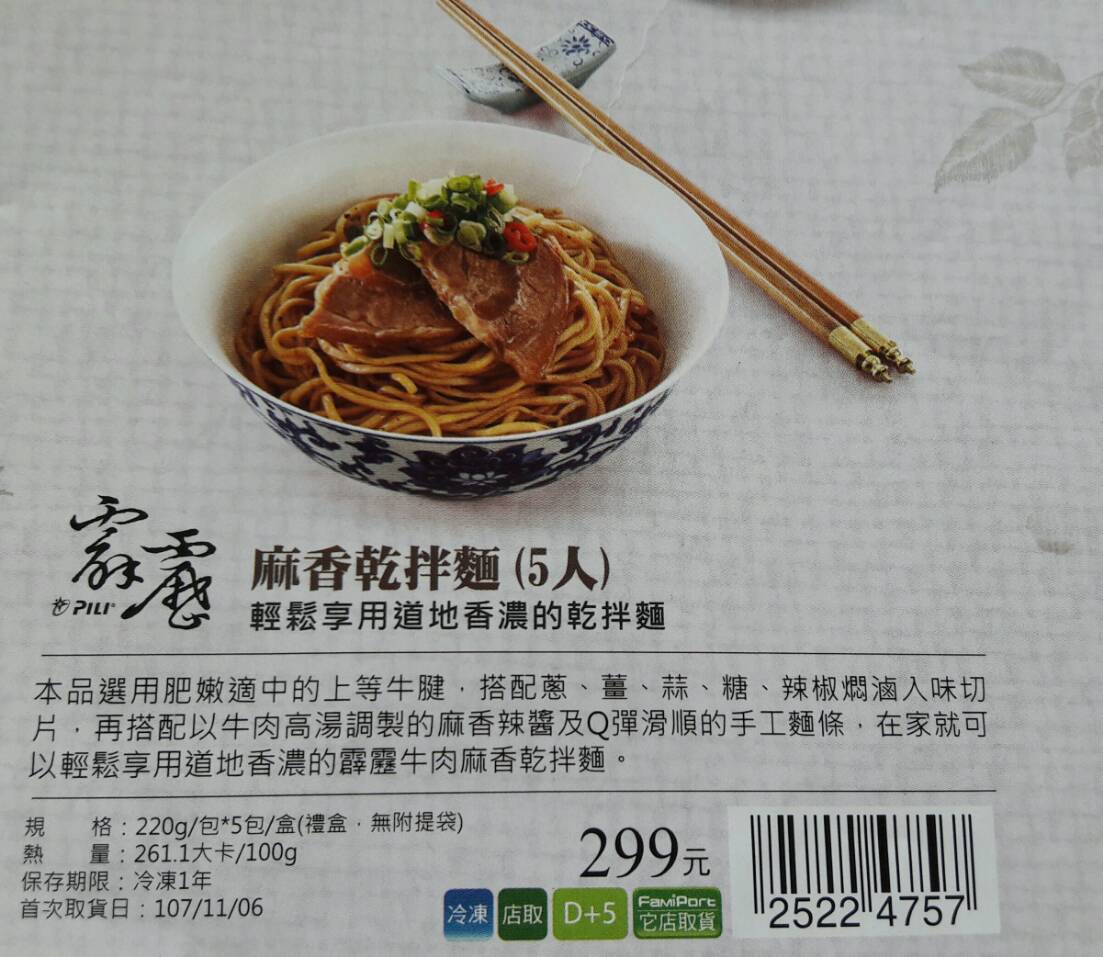 霹靂
PILI
麻香乾拌麵(5人)
輕鬆享用道地香濃的乾拌麵
本品選用肥嫩適中的上等牛腱，搭配蔥、薑、蒜、糖、辣椒燜滷入味切
片，再搭配以牛肉高湯調製的麻香辣醬及Q彈滑順的手工麵條，在家就可
以輕鬆享用道地香濃的霹靂牛肉麻香乾拌麵。
規　　格：220g/包*5包/盒(禮盒，無附提袋)
熱　　量：261.1大卡/100g
保存期限：冷凍1年
首次取貨日：107/11/06
299元
冷凍 店取 D+5 FamiPort
它店取貨
2522 4757